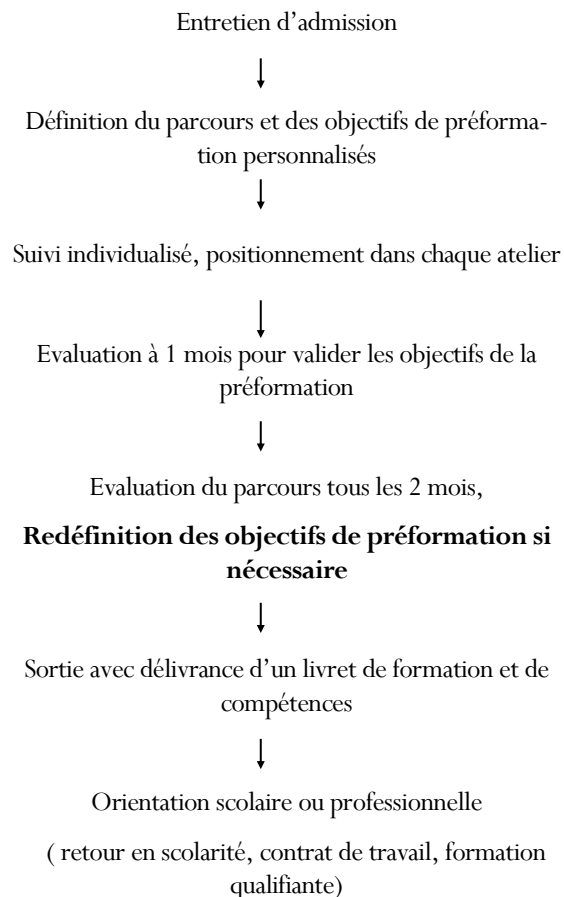 Entretien d’admission
Définition du parcours et des objectifs de préforma-
tion personnalisés
Suivi individualisé, positionnement dans chaque atelier
Evaluation à 1 mois pour valider les objectifs de la
préformation
Evaluation du parcours tous les 2 mois,
Redéfinition des objectifs de préformation si
nécessaire
Sortie avec délivrance d’un livret de formation et de
compétences
Orientation scolaire ou professionnelle
( retour en scolarité, contrat de travail, formation
qualifiante)